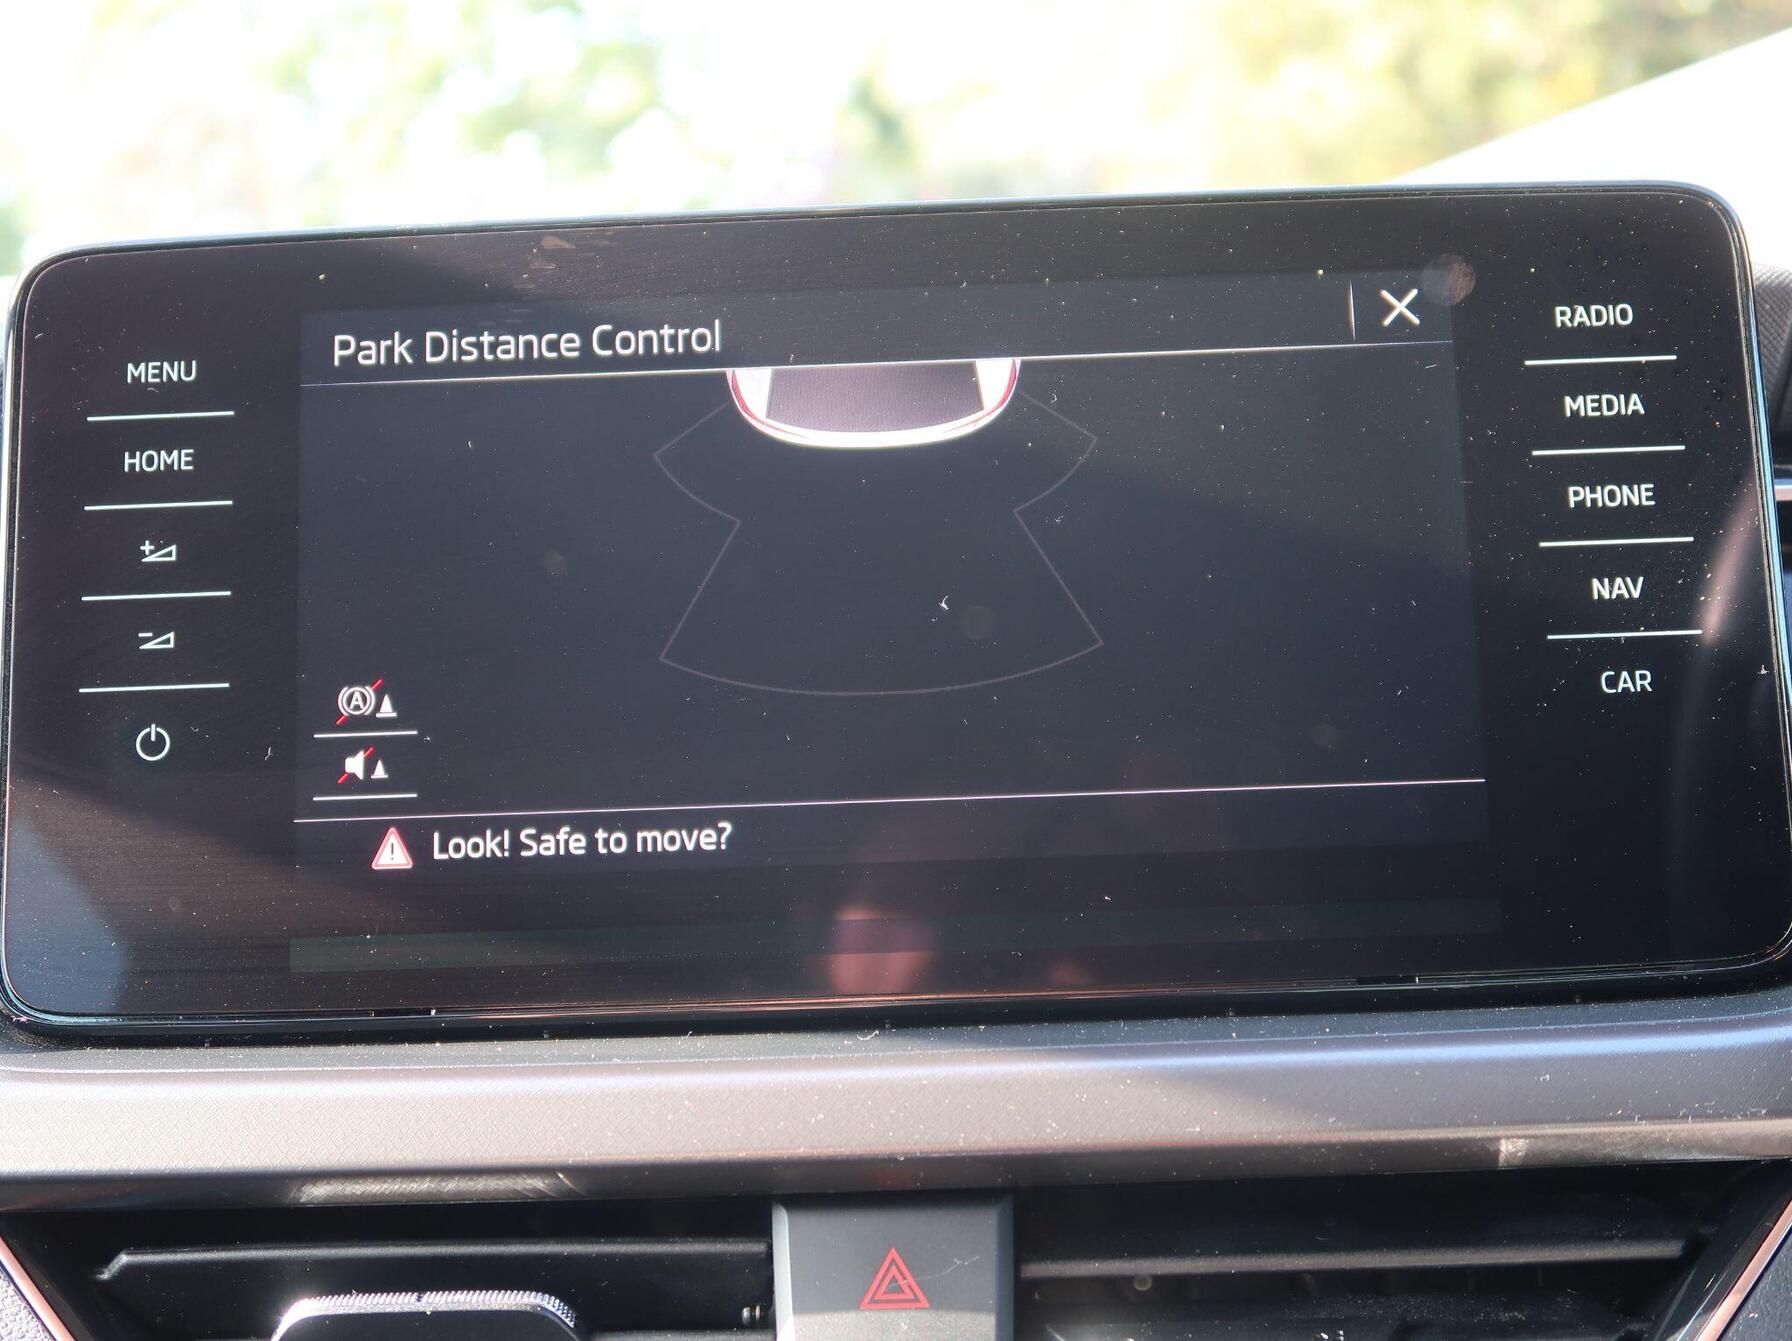 Park Distance Control
MENU
HOME
RADIO
MEDIA
PHONE
NAV
CAR
A
Look! Safe to move?